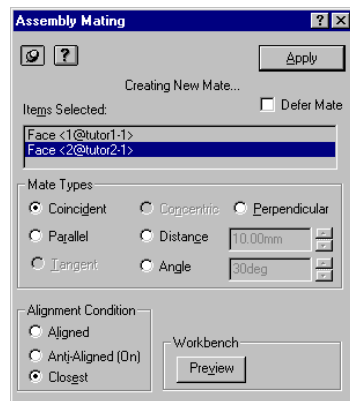 Assembly Mating
Apply
Creating New Mate...
Items Selected:
Defer Mate
Face <1@tutor1-1>
Face <2@tutor2-1>
Mate Types
Coincident
Concentric
Perpendicular
Parallel
Distance
10.00mm
Tangent
Angle
30deg
Alignment Condition
Aligned
Anti-Aligned (On)
Closest
Workbench
Preview